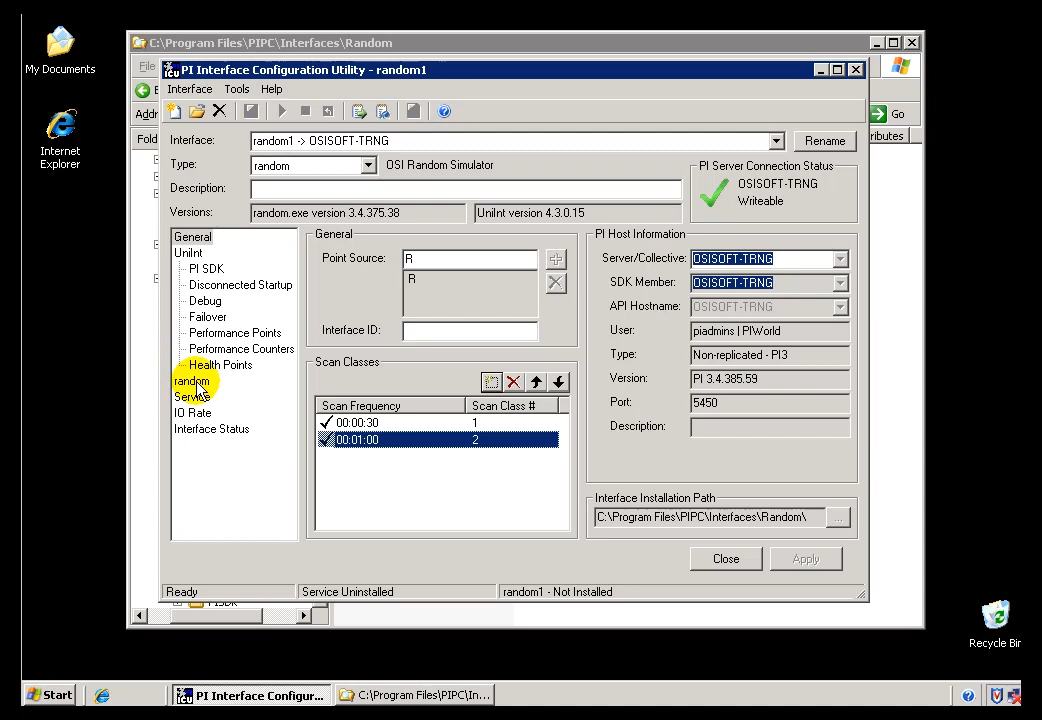 My Documents
Internet
Explorer
C:\Program Files\PIPC\Interfaces\Random
File
PI Interface Configuration Utility - random1
ICU
Interface Tools Help
Addr
Go
Fold
ributes
Interface: random1 -> OSISOFT-TRNG Rename
Type: random OSI Random Simulator
Description:
Versions: random.exe version 3.4.375.38 UniInt version 4.3.0.15
PI Server Connection Status
OSISOFT-TRNG
Writeable
General
UniInt
PI SDK
Disconnected Startup
Debug
Failover
Performance Points
Performance Counters
Health Points
random
Service
IO Rate
Interface Status
General
Point Source: R
R
Interface ID:
Scan Classes
Scan Frequency Scan Class #
00:00:30 1
00:01:00 2
PI Host Information
Server/Collective: OSISOFT-TRNG
SDK Member: OSISOFT-TRNG
API Hostname: OSISOFT-TRNG
User: piadmins | PIWorld
Type: Non-replicated - PI3
Version: PI 3.4.385.59
Port: 5450
Description:
Interface Installation Path
C:\Program Files\PIPC\Interfaces\Random\ ...
Close Apply
Ready Service Uninstalled random1 - Not Installed
PISDK
Recycle Bir
Start PI Interface Configur... C:\Program Files\PIPC\In...